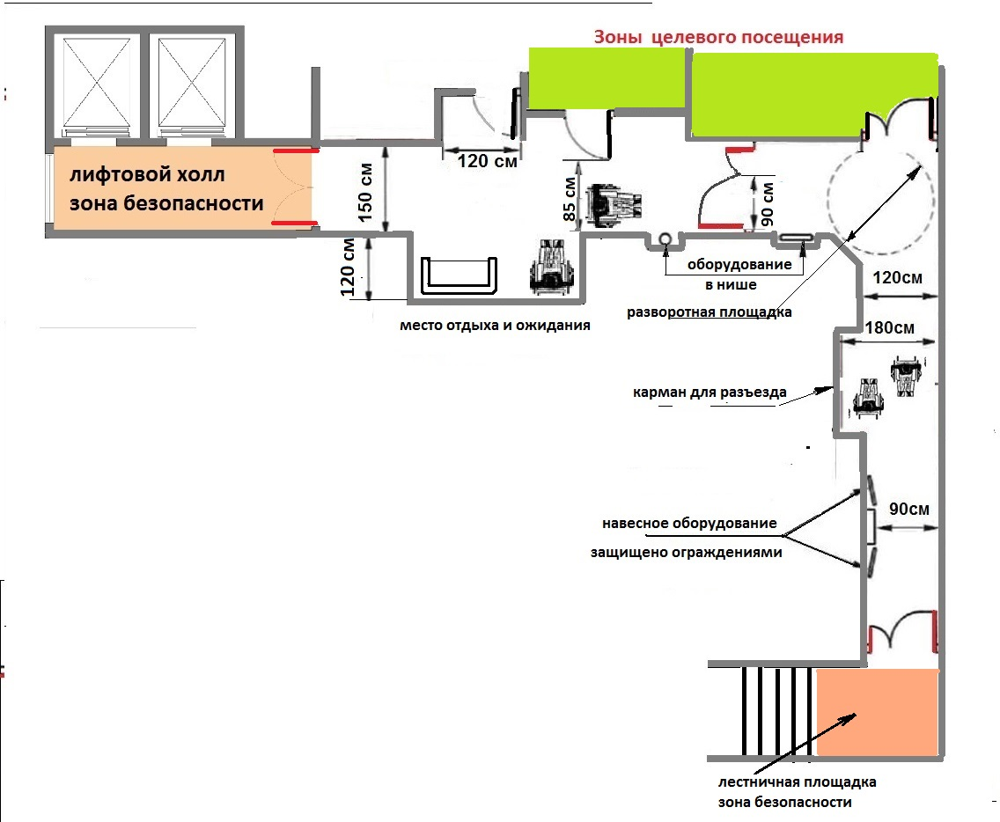 Зоны целевого посещения
лифтовой холл
зона безопасности
120 см
150 см
85 см
90 см
120 см
оборудование
в нише
разворотная площадка
место отдыха и ожидания
120см
180см
карман для разъезда
90см
навесное оборудование
защищено ограждениями
лестничная площадка
зона безопасности